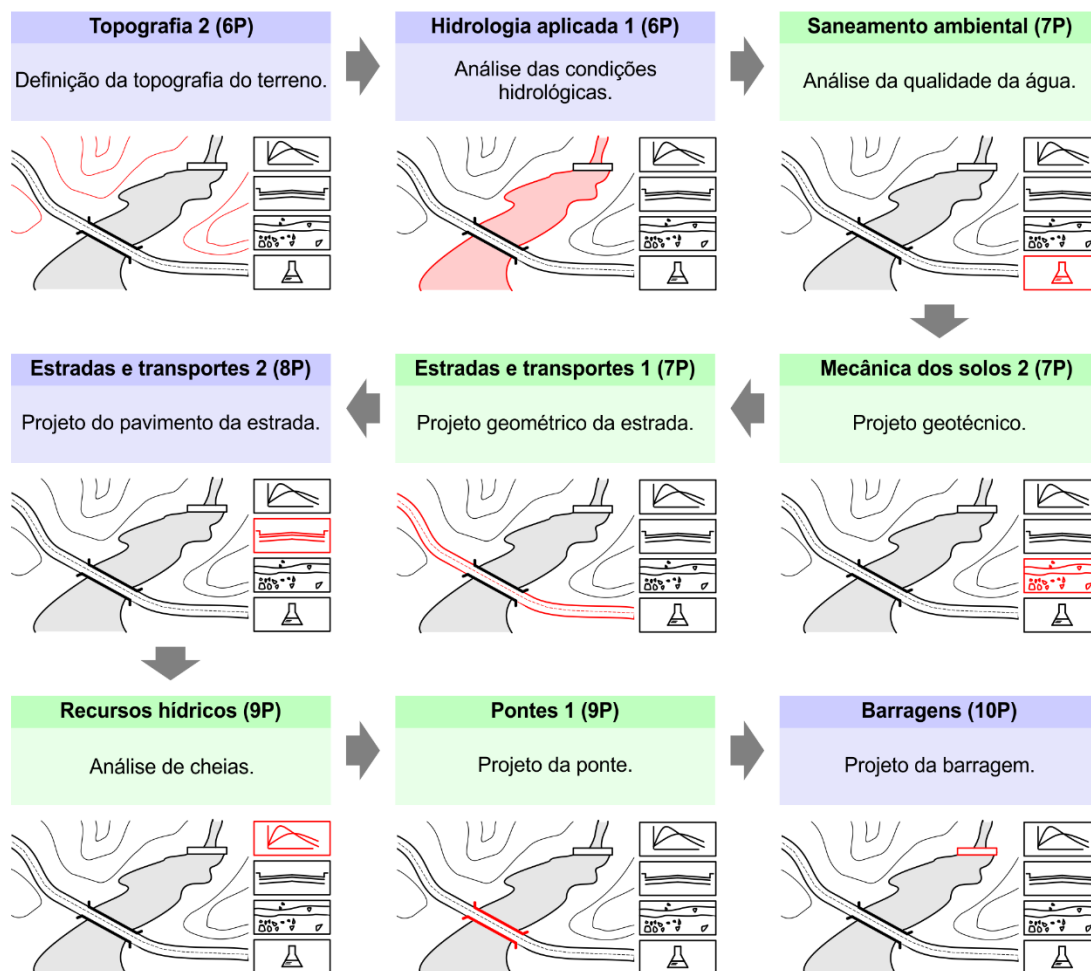 Topografia 2 (6P)
Definição da topografia do terreno.
Hidrologia aplicada 1 (6P)
Análise das condições
hidrológicas.
Saneamento ambiental (7P)
Análise da qualidade da água.
Estradas e transportes 2 (8P)
Projeto do pavimento da estrada.
Estradas e transportes 1 (7P)
Projeto geométrico da estrada.
Mecânica dos solos 2 (7P)
Projeto geotécnico.
Recursos hídricos (9P)
Análise de cheias.
Pontes 1 (9P)
Projeto da ponte.
Barragens (10P)
Projeto da barragem.